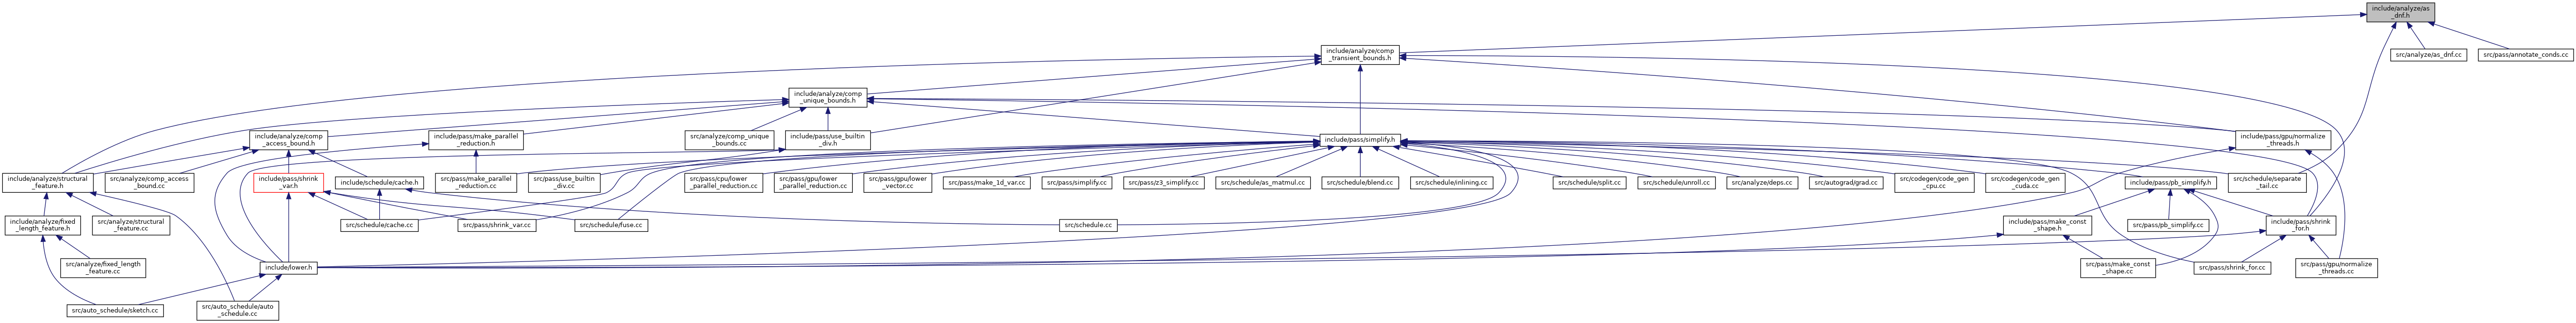 include/analyze/as
_dnf.h
include/analyze/comp
_transient_bounds.h
src/analyze/as_dnf.cc
src/pass/annotate_conds.cc
include/analyze/comp
_unique_bounds.h
include/analyze/comp
_access_bound.h
include/pass/make_parallel
_reduction.h
src/analyze/comp_unique
_bounds.cc
include/pass/use_builtin
_div.h
include/pass/simplify.h
include/pass/gpu/normalize
_threads.h
include/analyze/structural
_feature.h
src/analyze/comp_access
_bound.cc
include/pass/shrink
_var.h
include/schedule/cache.h
src/pass/make_parallel
_reduction.cc
src/pass/use_builtin
_div.cc
src/pass/cpu/lower
_parallel_reduction.cc
src/pass/gpu/lower
_parallel_reduction.cc
src/pass/gpu/lower
_vector.cc
src/pass/make_1d_var.cc
src/pass/simplify.cc
src/pass/z3_simplify.cc
src/schedule/as_matmul.cc
src/schedule/blend.cc
src/schedule/inlining.cc
src/schedule/split.cc
src/schedule/unroll.cc
src/analyze/deps.cc
src/autograd/grad.cc
src/codegen/code_gen
_cpu.cc
src/codegen/code_gen
_cuda.cc
include/pass/pb_simplify.h
src/schedule/separate
_tail.cc
include/analyze/fixed
_length_feature.h
src/analyze/structural
_feature.cc
src/schedule/cache.cc
src/pass/shrink_var.cc
src/schedule/fuse.cc
src/schedule.cc
include/pass/make_const
_shape.h
src/pass/pb_simplify.cc
include/pass/shrink
_for.h
src/analyze/fixed_length
_feature.cc
include/lower.h
src/pass/make_const
_shape.cc
src/pass/shrink_for.cc
src/pass/gpu/normalize
_threads.cc
src/auto_schedule/sketch.cc
src/auto_schedule/auto
_schedule.cc